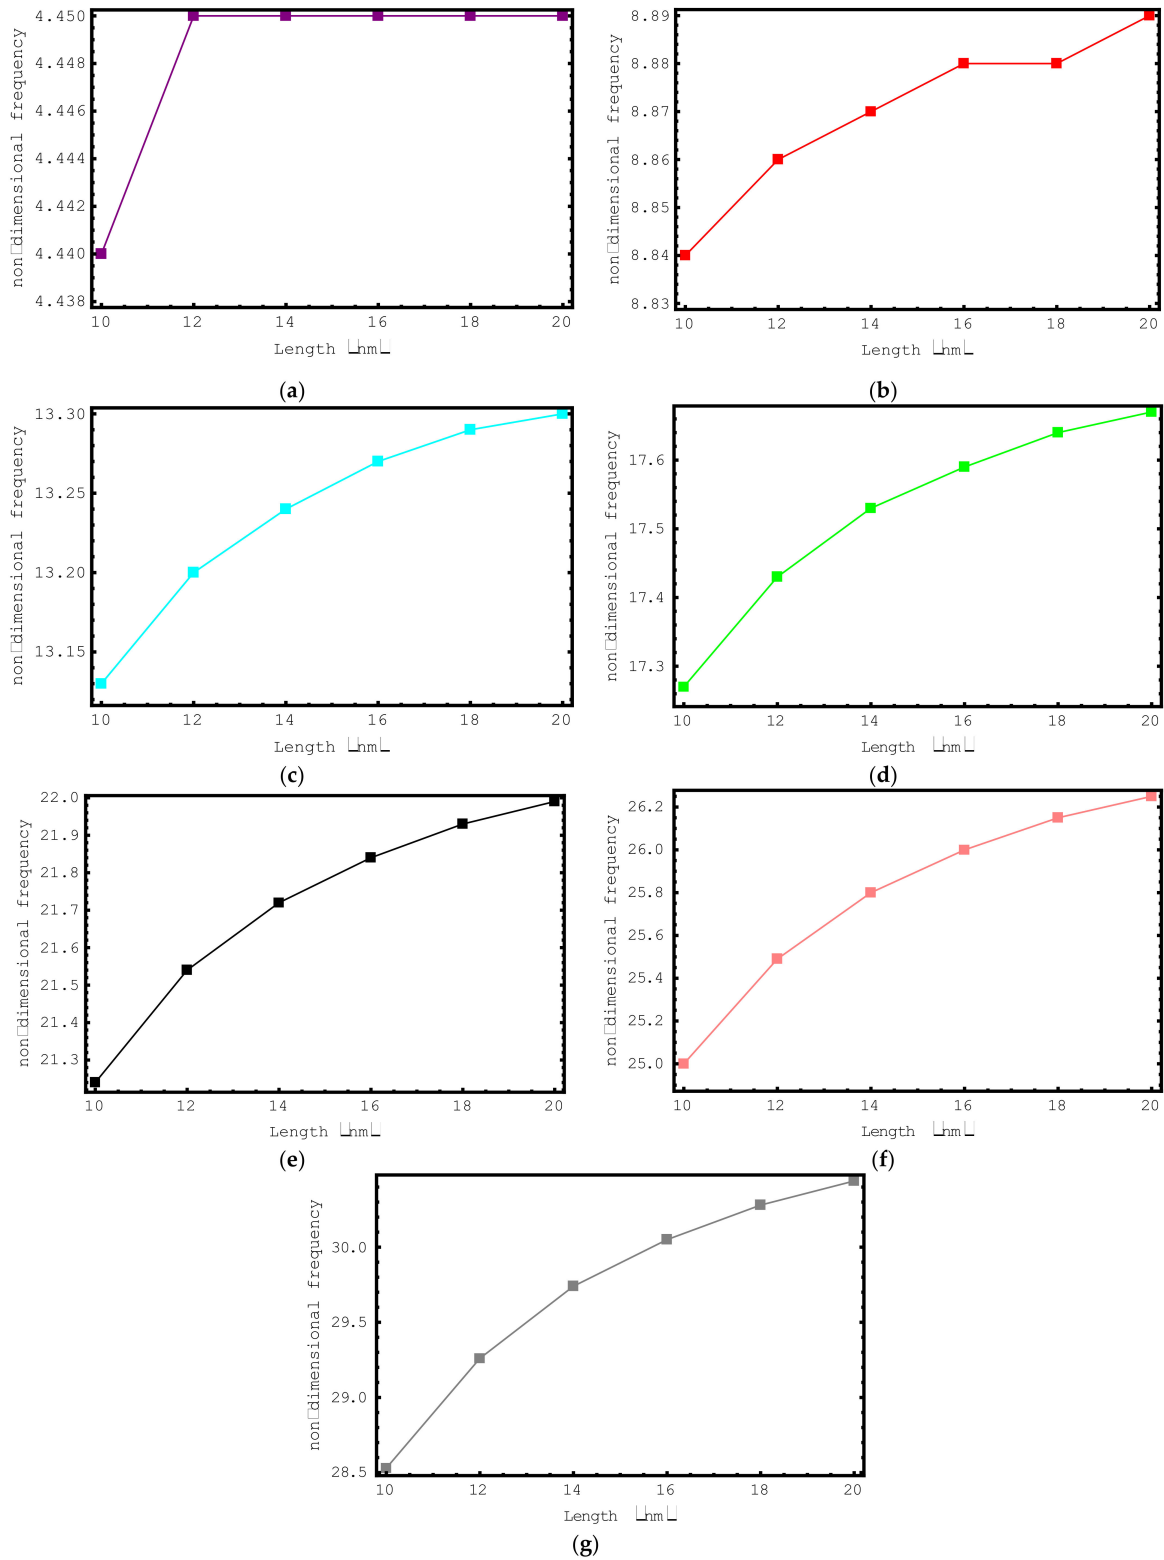 4.450
4.448
4.446
4.444
4.442
4.440
4.438
non□dimensional frequency
10 12 14 16 18 20
Length nm
(a)
8.89
8.88
8.87
8.86
8.85
8.84
8.83
non□dimensional frequency
10 12 14 16 18 20
Length nm
(b)
13.30
13.25
13.20
13.15
non□dimensional frequency
10 12 14 16 18 20
Length nm
(c)
17.6
17.5
17.4
17.3
non□dimensional frequency
10 12 14 16 18 20
Length nm
(d)
22.0
21.9
21.8
21.7
21.6
21.5
21.4
21.3
non□dimensional frequency
10 12 14 16 18 20
Length nm
(e)
26.2
26.0
25.8
25.6
25.4
25.2
25.0
non□dimensional frequency
10 12 14 16 18 20
Length nm
(f)
30.0
29.5
29.0
28.5
non□dimensional frequency
10 12 14 16 18 20
Length nm
(g)